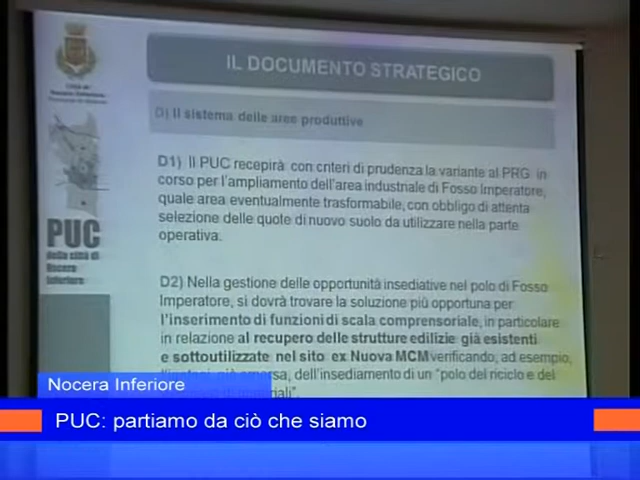 IL DOCUMENTO STRATEGICO
Città di
Nocera Inferiore
D) Il sistema delle aree produttive
D1) Il PUC recepirà con criteri di prudenza la variante al PRG in
corso per l'ampliamento dell'area industriale di Fosso Imperatore,
quale area eventualmente trasformabile, con obbligo di attenta
selezione delle quote di nuovo suolo da utilizzare nella parte
operativa.
PUC
della città di
Nocera
Inferiore
D2) Nella gestione delle opportunità insediative nel polo di Fosso
Imperatore, si dovrà trovare la soluzione più opportuna per
l'inserimento di funzioni di scala comprensoriale, in particolare
in relazione al recupero delle strutture edilizie già esistenti
e sottoutilizzate nel sito ex Nuova MCM verificando, ad esempio,
dell'insediamento di un "polo del riciclo e del
Nocera Inferiore
PUC: partiamo da ciò che siamo